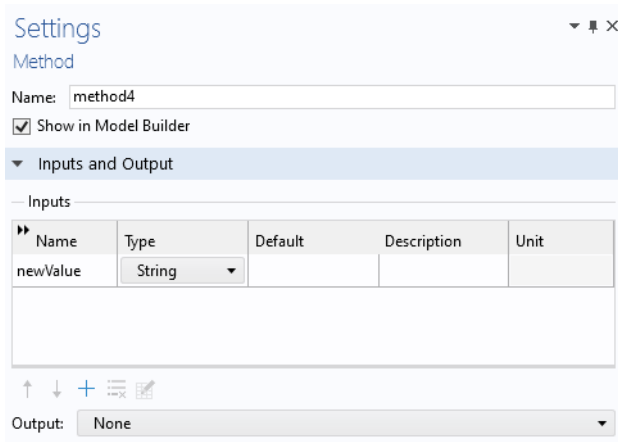 Settings
Method
Name: method4
Show in Model Builder
Inputs and Output
Inputs
Name Type Default Description Unit
newValue String
Output: None